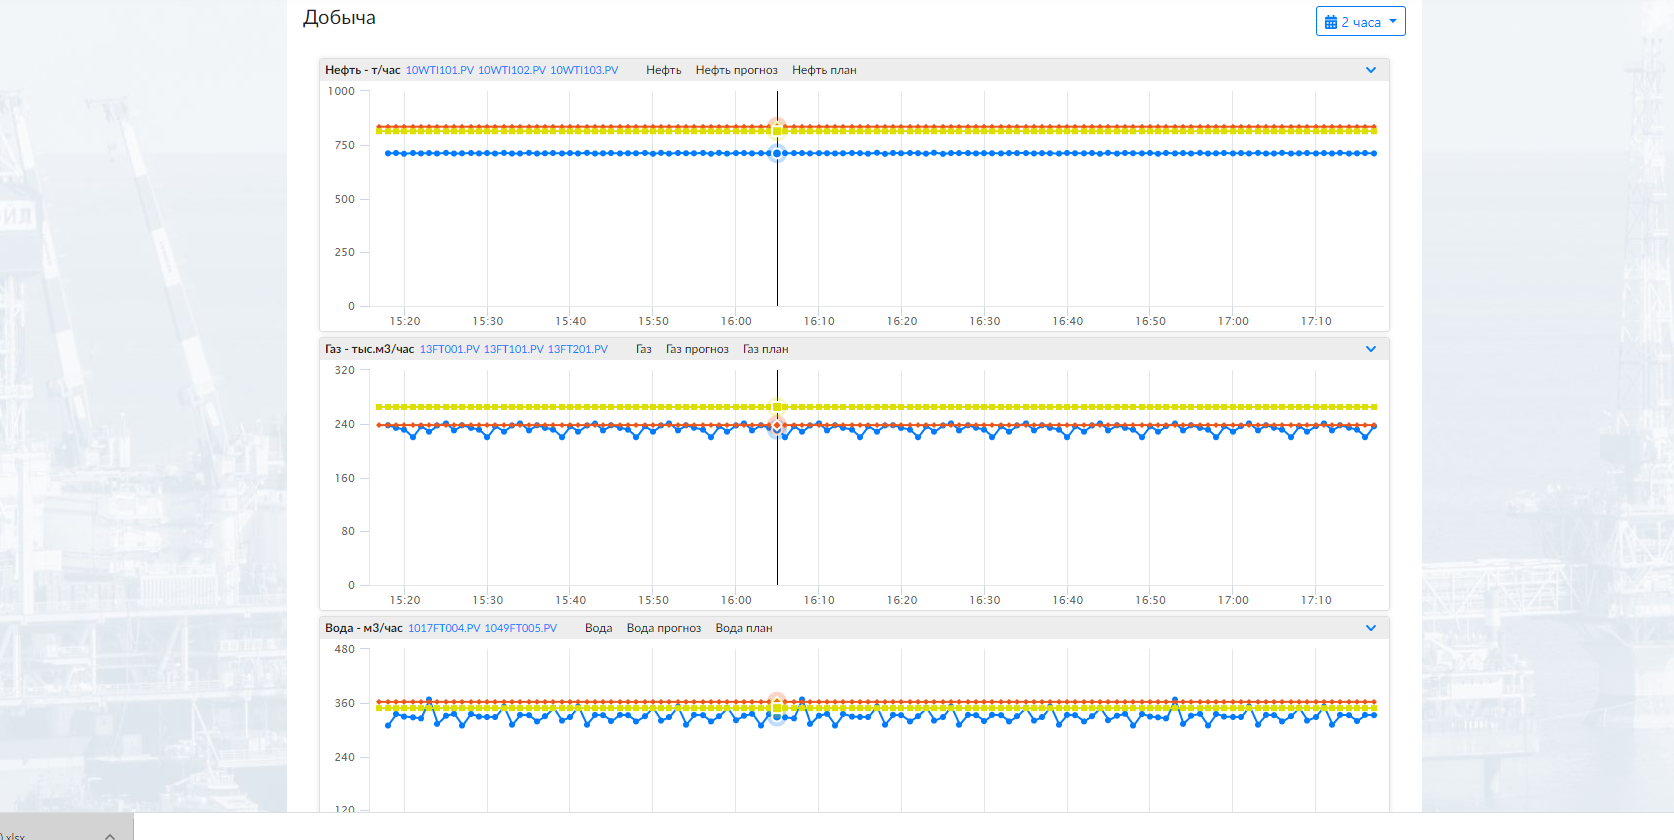 Добыча
2 часа
Нефть - т/час 10WTI101.PV 10WTI102.PV 10WTI103.PV Нефть Нефть прогноз Нефть план
1000
750
500
250
0
15:20 15:30 15:40 15:50 16:00 16:10 16:20 16:30 16:40 16:50 17:00 17:10
Газ - тыс.м3/час 13FT001.PV 13FT101.PV 13FT201.PV Газ Газ прогноз Газ план
320
240
160
80
0
15:20 15:30 15:40 15:50 16:00 16:10 16:20 16:30 16:40 16:50 17:00 17:10
Вода - м3/час 1017FT004.PV 1049FT005.PV Вода Вода прогноз Вода план
480
360
240
120
).xlsx